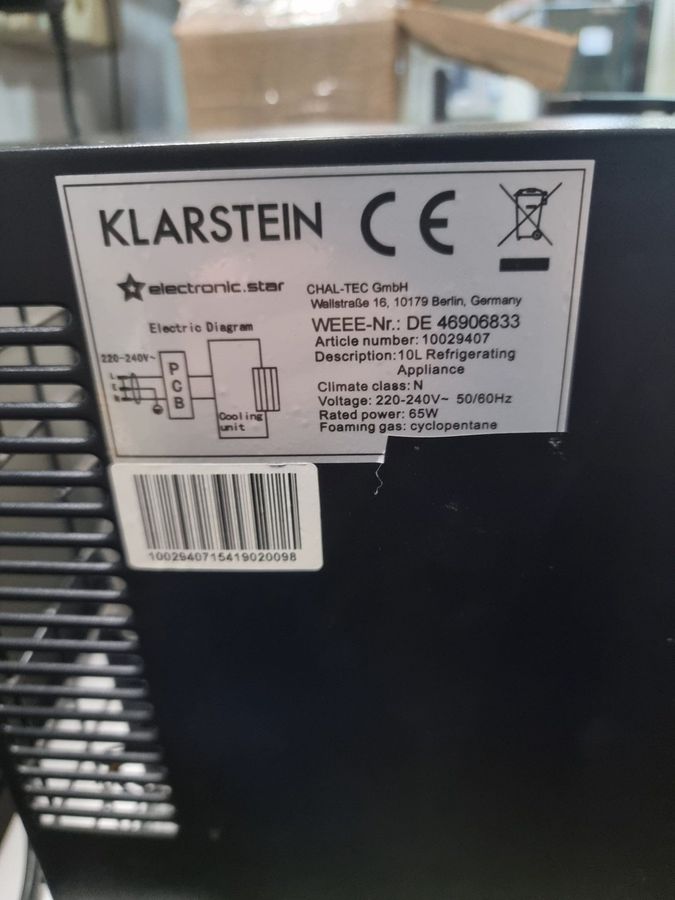 KLARSTEIN
CE
electronic.star
CHAL-TEC GmbH
Wallstraße 16, 10179 Berlin, Germany
WEEE-Nr.: DE 46906833
Article number: 10029407
Description: 10L Refrigerating
Appliance
Climate class: N
Voltage: 220-240V~ 50/60Hz
Rated power: 65W
Foaming gas: cyclopentane
Electric Diagram
220-240V~
L
E
N
PCB
Cooling
unit
1002940715419020098